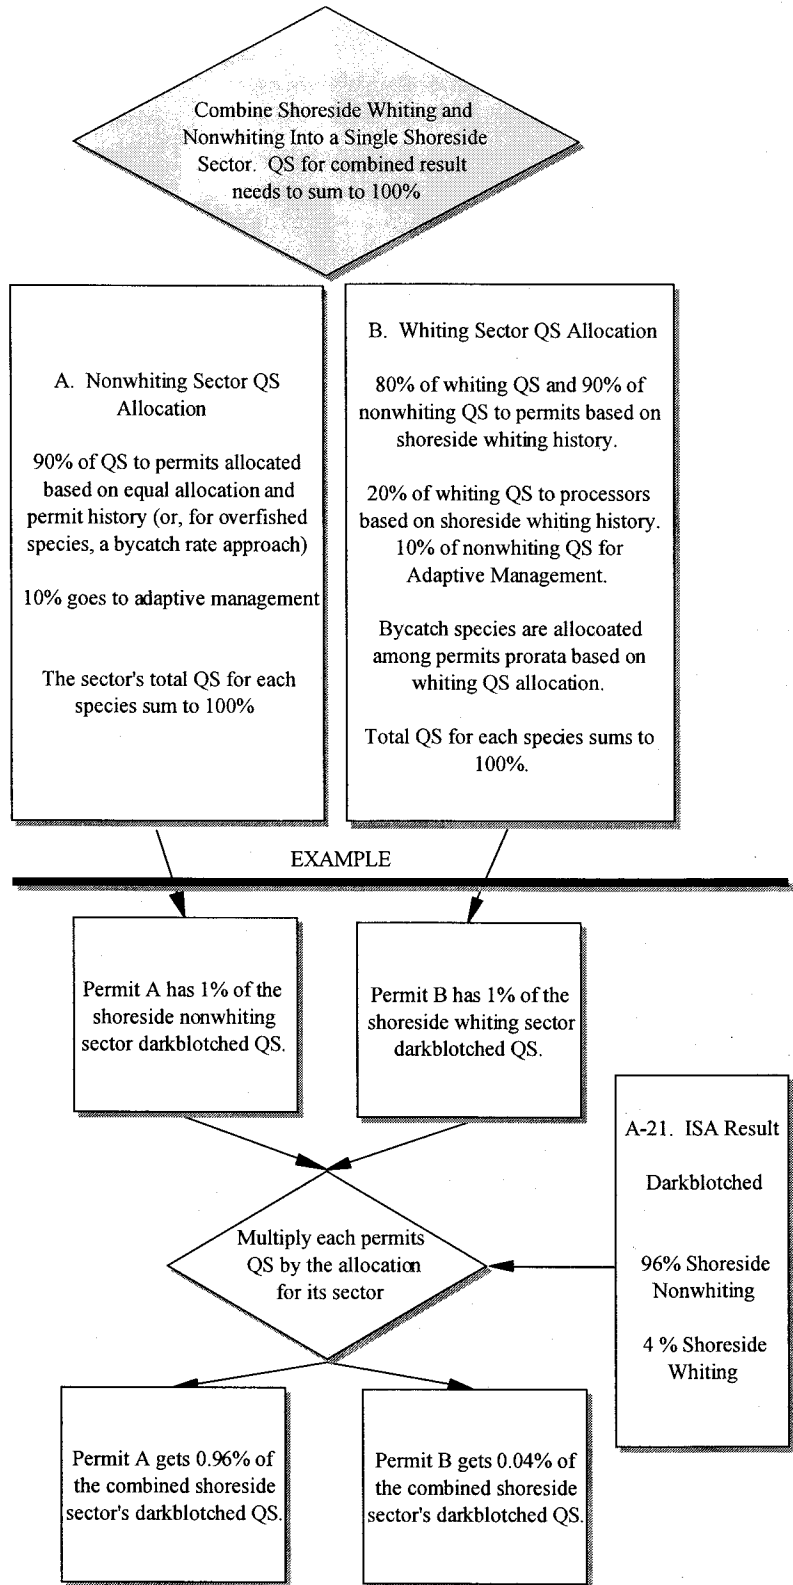 Combine Shoreside Whiting and
Nonwhiting Into a Single Shoreside
Sector. QS for combined result
needs to sum to 100%
A. Nonwhiting Sector QS
Allocation
90% of QS to permits allocated
based on equal allocation and
permit history (or, for overfished
species, a bycatch rate approach)
10% goes to adaptive management
The sector's total QS for each
species sum to 100%
B. Whiting Sector QS Allocation
80% of whiting QS and 90% of
nonwhiting QS to permits based on
shoreside whiting history.
20% of whiting QS to processors
based on shoreside whiting history.
10% of nonwhiting QS for
Adaptive Management.
Bycatch species are allocoated
among permits prorata based on
whiting QS allocation.
Total QS for each species sums to
100%.
EXAMPLE
Permit A has 1% of the
shoreside nonwhiting
sector darkblotched QS.
Permit B has 1% of the
shoreside whiting sector
darkblotched QS.
A-21. ISA Result
Darkblotched
96% Shoreside
Nonwhiting
4 % Shoreside
Whiting
Multiply each permits
QS by the allocation
for its sector
Permit A gets 0.96% of
the combined shoreside
sector's darkblotched QS.
Permit B gets 0.04% of
the combined shoreside
sector's darkblotched QS.